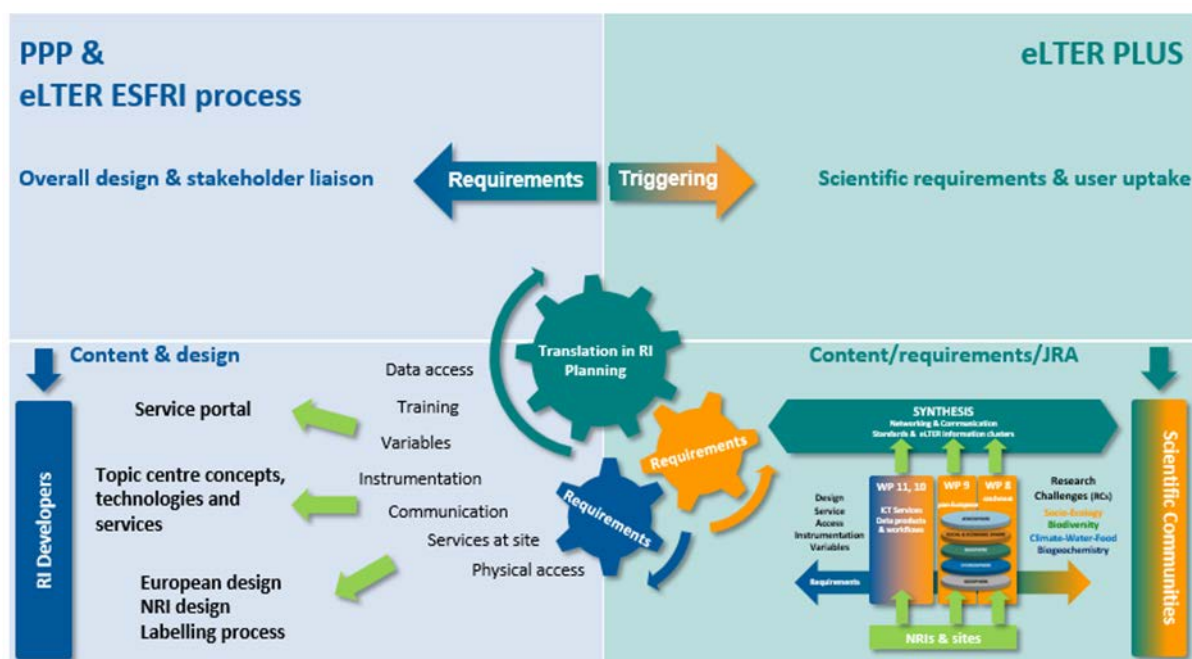 PPP &
eLTER ESFRI process
eLTER PLUS
Overall design & stakeholder liaison
Requirements
Triggering
Scientific requirements & user uptake
Content & design
Translation in RI
Planning
Content/requirements/JRA
Data access
Service portal
Training
Variables
Topic centre concepts,
technologies and
services
Instrumentation
Communication
Services at site
Physical access
European design
NRI design
Labelling process
RI Developers
Requirements
Requirements
SYNTHESIS
Networking & Communication
Standards & eLTER Information clusters
WP 11, 10
ICT Services
Data products
& workflows
WP 9
WP 8
Design
Service
Access
Instrumentation
Variables
Research
Challenges (RCs)
Socio-Ecology
Biodiversity
Climate-Water-Food
Biogeochemistry
Requirements
NRIs & sites
Scientific Communities